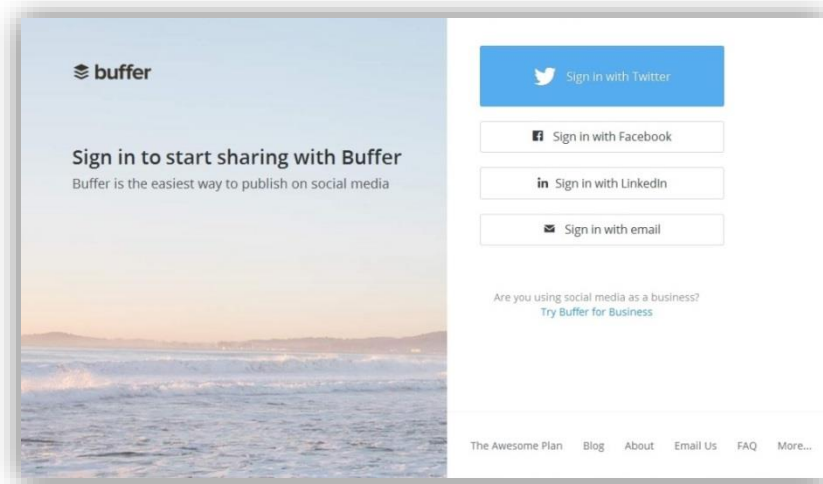 buffer
Sign in to start sharing with Buffer
Buffer is the easiest way to publish on social media
Sign in with Twitter
Sign in with Facebook
Sign in with LinkedIn
Sign in with email
Are you using social media as a business?
Try Buffer for Business
The Awesome Plan Blog About Email Us FAQ More...